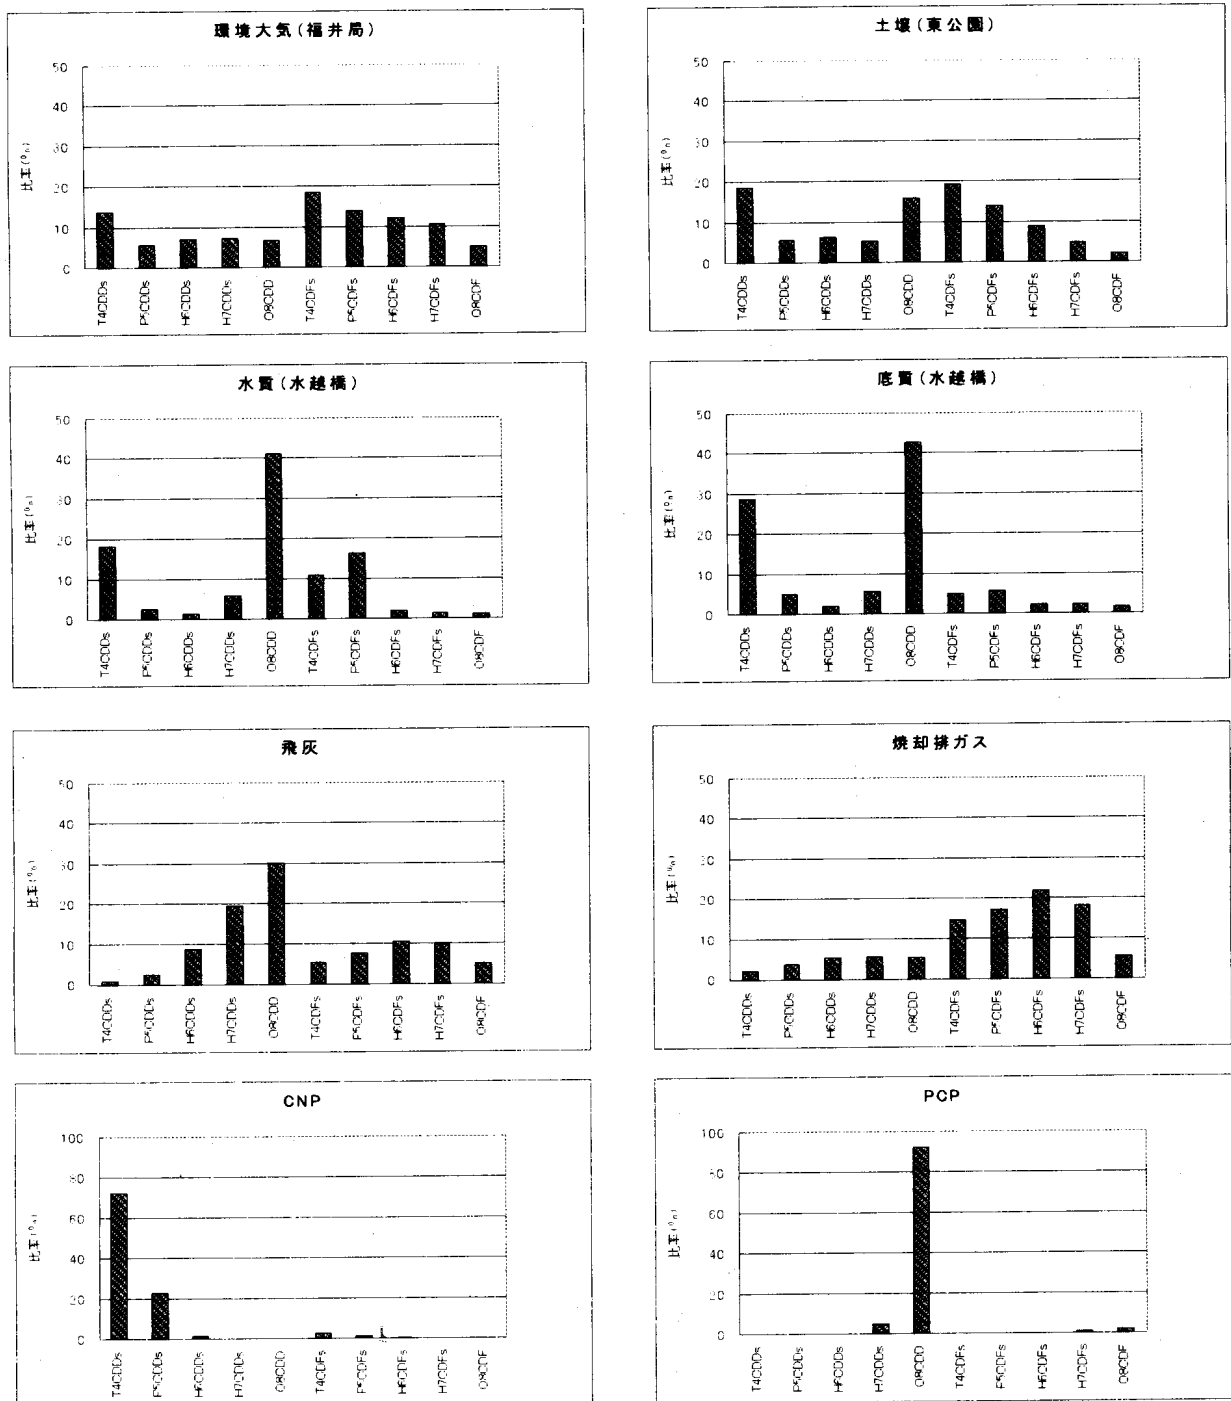 環境大気(福井局)
50
40
30
20
10
0
比率(%)
T4CDDs
P5CDDs
H6CDDs
H7CDDs
O8CDD
T4CDFs
P5CDFs
H6CDFs
H7CDFs
O8CDF
土壌(東公園)
50
40
30
20
10
0
比率(%)
T4CDDs
P5CDDs
H6CDDs
H7CDDs
O8CDD
T4CDFs
P5CDFs
H6CDFs
H7CDFs
O8CDF
水質(水越橋)
50
40
30
20
10
0
比率(%)
T4CDDs
P5CDDs
H6CDDs
H7CDDs
O8CDD
T4CDFs
P5CDFs
H6CDFs
H7CDFs
O8CDF
底質(水越橋)
50
40
30
20
10
0
比率(%)
T4CDDs
P5CDDs
H6CDDs
H7CDDs
O8CDD
T4CDFs
P5CDFs
H6CDFs
H7CDFs
O8CDF
飛灰
50
40
30
20
10
0
比率(%)
T4CDDs
P5CDDs
H6CDDs
H7CDDs
O8CDD
T4CDFs
P5CDFs
H6CDFs
H7CDFs
O8CDF
焼却排ガス
50
40
30
20
10
0
比率(%)
T4CDDs
P5CDDs
H6CDDs
H7CDDs
O8CDD
T4CDFs
P5CDFs
H6CDFs
H7CDFs
O8CDF
CNP
100
80
60
40
20
0
比率(%)
T4CDDs
P5CDDs
H6CDDs
H7CDDs
O8CDD
T4CDFs
P5CDFs
H6CDFs
H7CDFs
O8CDF
PCP
100
80
60
40
20
0
比率(%)
T4CDDs
P5CDDs
H6CDDs
H7CDDs
O8CDD
T4CDFs
P5CDFs
H6CDFs
H7CDFs
O8CDF